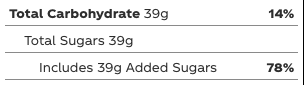 Total Carbohydrate 39g 14%
Total Sugars 39g
Includes 39g Added Sugars 78%